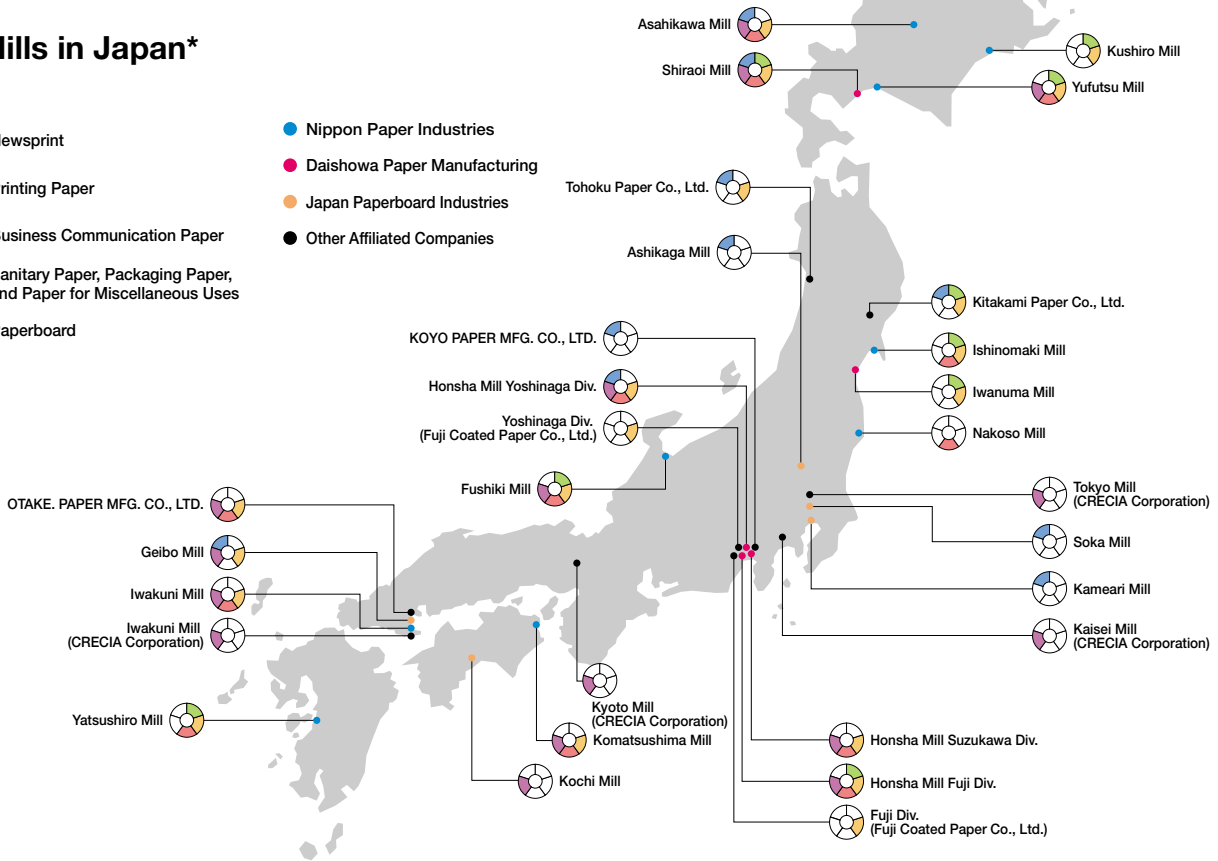 Mills in Japan*
ewsprint
rinting Paper
usiness Communication Paper
anitary Paper, Packaging Paper,
nd Paper for Miscellaneous Uses
aperboard
Nippon Paper Industries
Daishowa Paper Manufacturing
Japan Paperboard Industries
Other Affiliated Companies
Asahikawa Mill
Kushiro Mill
Shiraoi Mill
Yufutsu Mill
Tohoku Paper Co., Ltd.
Ashikaga Mill
Kitakami Paper Co., Ltd.
KOYO PAPER MFG. CO., LTD.
Ishinomaki Mill
Honsha Mill Yoshinaga Div.
Iwanuma Mill
Yoshinaga Div.
(Fuji Coated Paper Co., Ltd.)
Nakoso Mill
Fushiki Mill
Tokyo Mill
(CRECIA Corporation)
OTAKE. PAPER MFG. CO., LTD.
Soka Mill
Geibo Mill
Kameari Mill
Iwakuni Mill
Iwakuni Mill
(CRECIA Corporation)
Kaisei Mill
(CRECIA Corporation)
Kyoto Mill
(CRECIA Corporation)
Yatsushiro Mill
Komatsushima Mill
Honsha Mill Suzukawa Div.
Kochi Mill
Honsha Mill Fuji Div.
Fuji Div.
(Fuji Coated Paper Co., Ltd.)